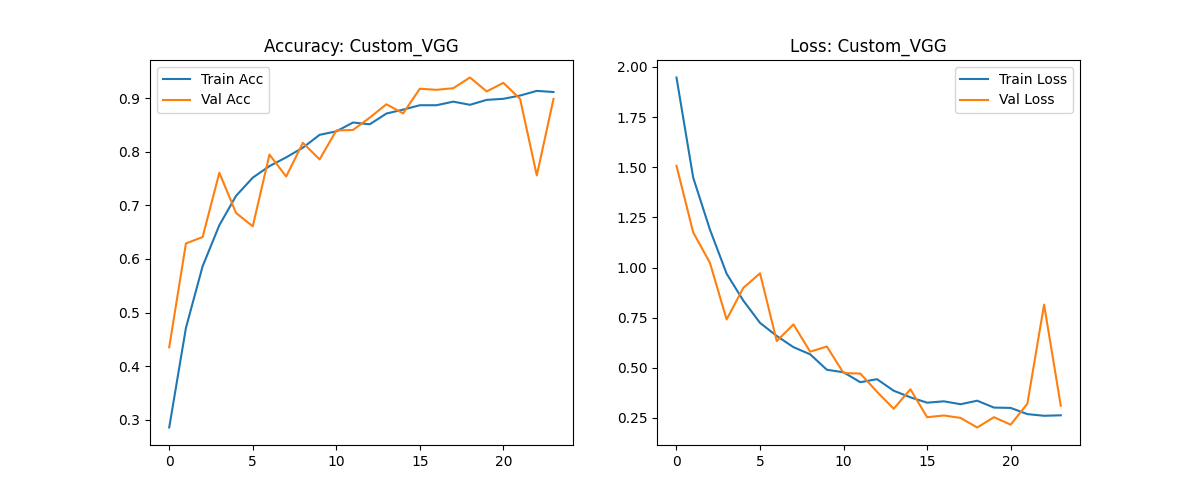 Accuracy: Custom_VGG
Train Acc
Val Acc
0.9
0.8
0.7
0.6
0.5
0.4
0.3
0 5 10 15 20
Loss: Custom_VGG
Train Loss
Val Loss
2.00
1.75
1.50
1.25
1.00
0.75
0.50
0.25
0 5 10 15 20